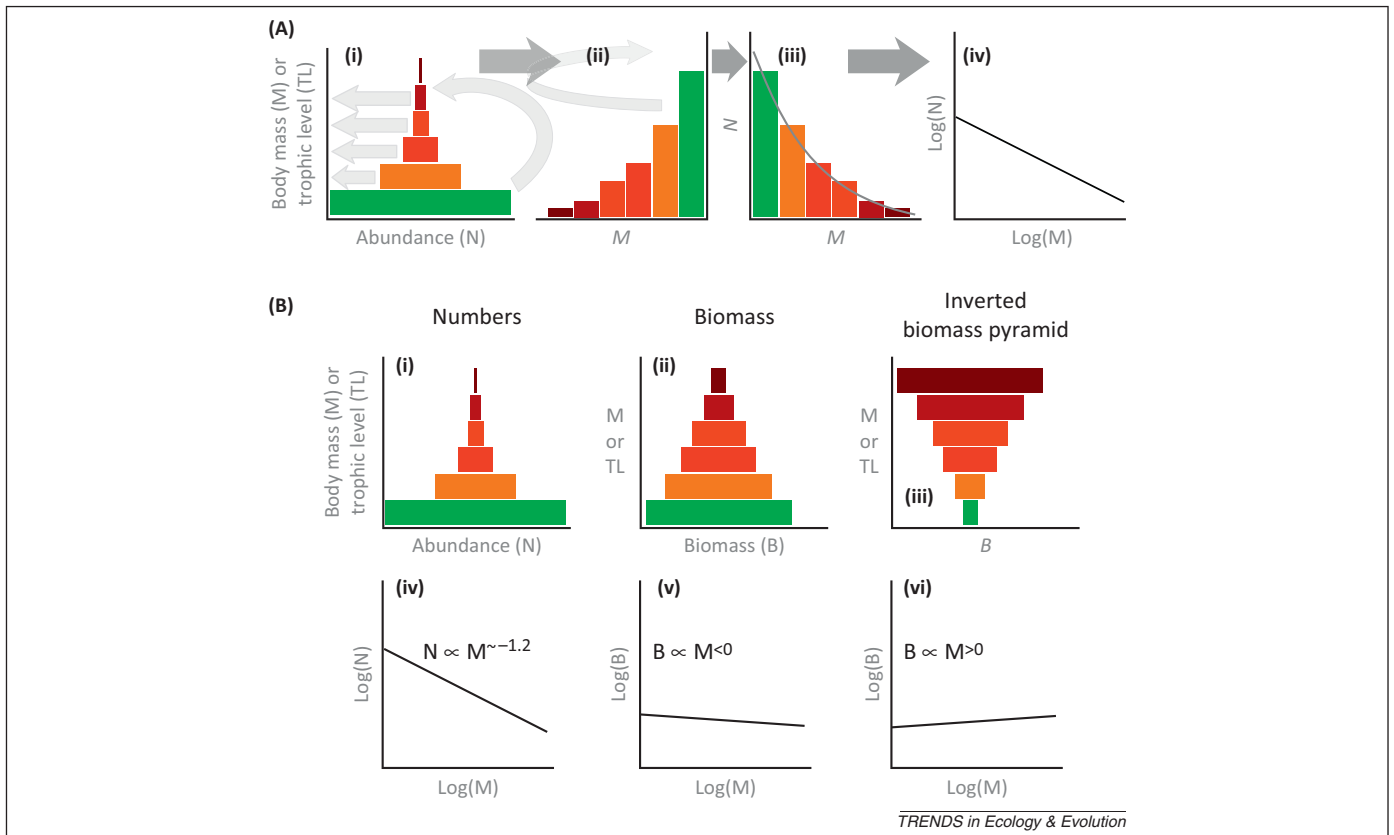 (A)
(i)
(ii)
(iii)
(iv)
Body mass (M) or
trophic level (TL)
Abundance (N)
M
N
M
Log(N)
Log(M)
(B)
Numbers
Biomass
Inverted
biomass pyramid
(i)
(ii)
(iii)
Body mass (M) or
trophic level (TL)
Abundance (N)
M
or
TL
Biomass (B)
M
or
TL
B
(iv)
(v)
(vi)
N ∝ M^~−1.2
B ∝ M^<0
B ∝ M^>0
Log(N)
Log(M)
Log(B)
Log(M)
Log(B)
Log(M)
TRENDS in Ecology & Evolution